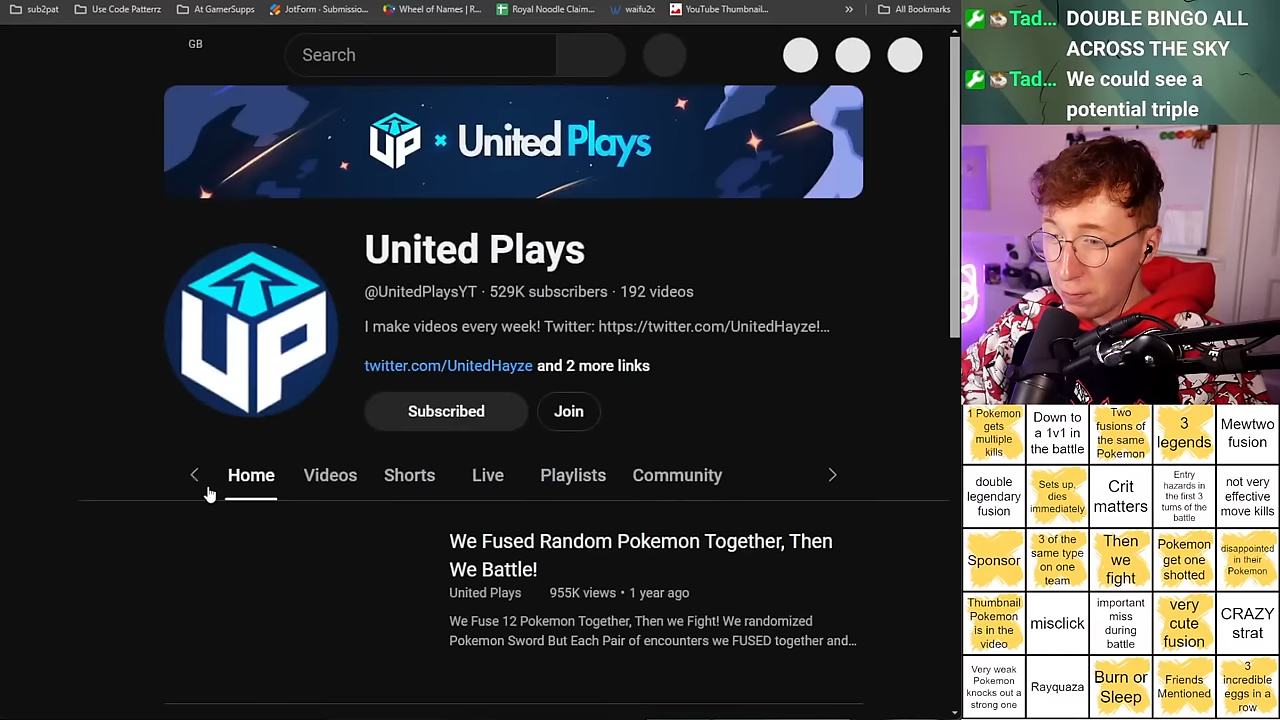 sub2pat
Use Code Patterrz
At GamerSupps
JotForm - Submissio...
Wheel of Names | R...
Royal Noodle Claim...
waifu2x
YouTube Thumbnail...
»
All Bookmarks
GB
Search
UP × United Plays
UP
United Plays
@UnitedPlaysYT · 529K subscribers · 192 videos
I make videos every week! Twitter: https://twitter.com/UnitedHayze!...
twitter.com/UnitedHayze and 2 more links
Subscribed
Join
Home
Videos
Shorts
Live
Playlists
Community
We Fused Random Pokemon Together, Then
We Battle!
United Plays 955K views • 1 year ago
We Fuse 12 Pokemon Together, Then we Fight! We randomized
Pokemon Sword But Each Pair of encounters we FUSED together and...
Tad... DOUBLE BINGO ALL
ACROSS THE SKY
Tad... We could see a
potential triple
1 Pokemon
gets
multiple
kills
Down to
a 1v1 in
the battle
Two
fusions of
the same
Pokemon
3
legends
Mewtwo
fusion
double
legendary
fusion
Sets up,
dies
immediately
Crit
matters
Entry
hazards in
the first 3
turns of the
battle
not very
effective
move kills
Sponsor
3 of the
same type
on one
team
Then
we
fight
Pokemon
get one
shotted
disappointed
in their
Pokemon
Thumbnail
Pokemon
is in the
video
misclick
important
miss
during
battle
very
cute
fusion
CRAZY
strat
Very weak
Pokemon
knocks out a
strong one
Rayquaza
Burn or
Sleep
Friends
Mentioned
3
incredible
eggs in a
row